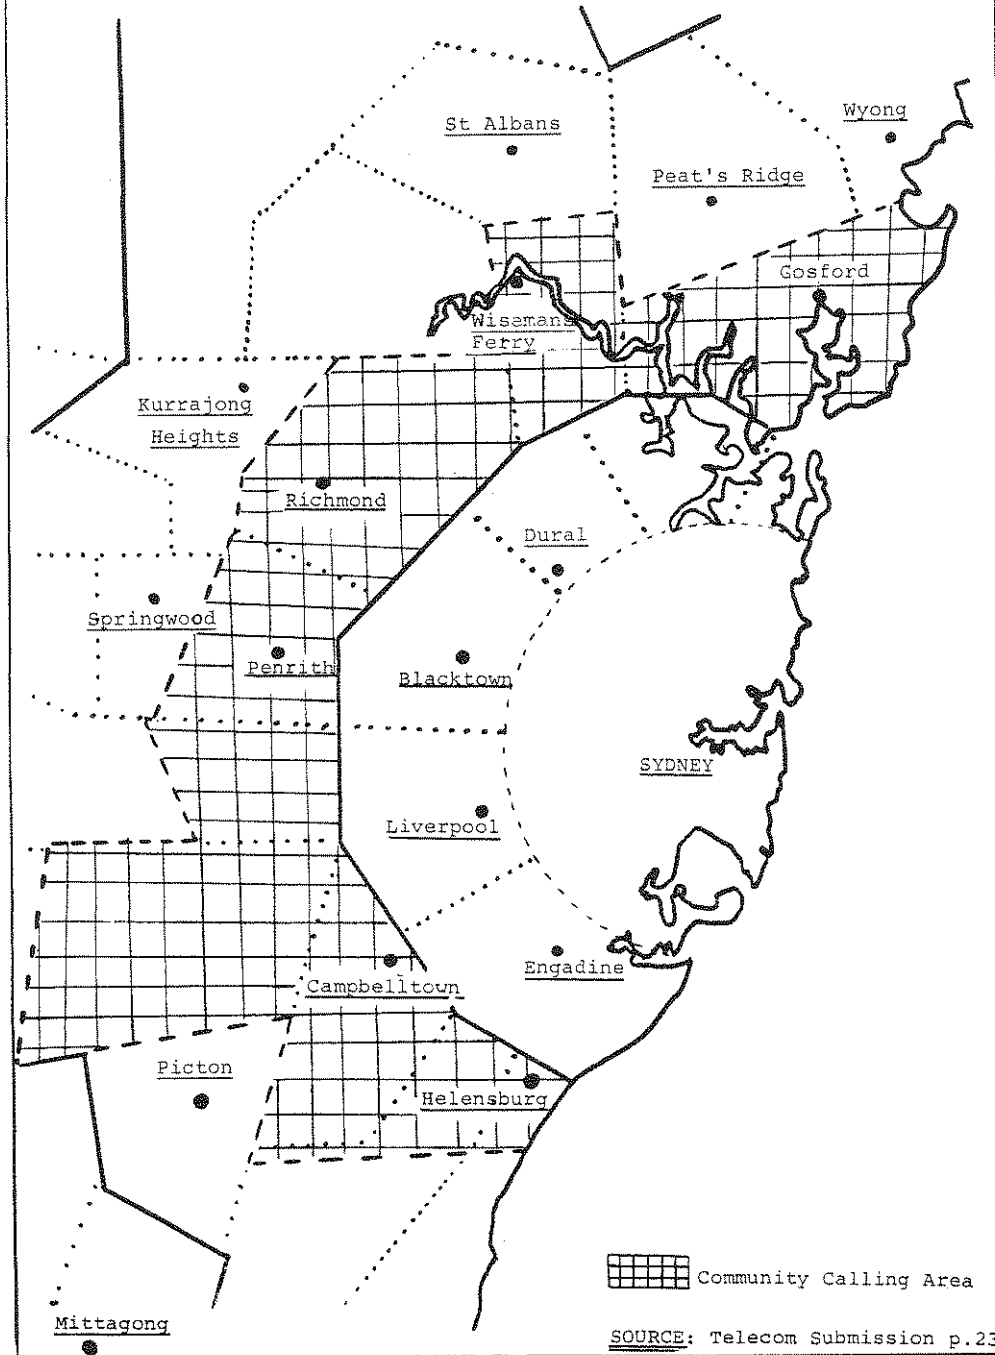 Wyong
St Albans
Peat's Ridge
Gosford
Wisemans
Ferry
Kurrajong
Heights
Richmond
Dural
Springwood
Penrith
Blacktown
SYDNEY
Liverpool
Engadine
Campbelltown
Picton
Helensburg
Community Calling Area
Mittagong
SOURCE: Telecom Submission p.23